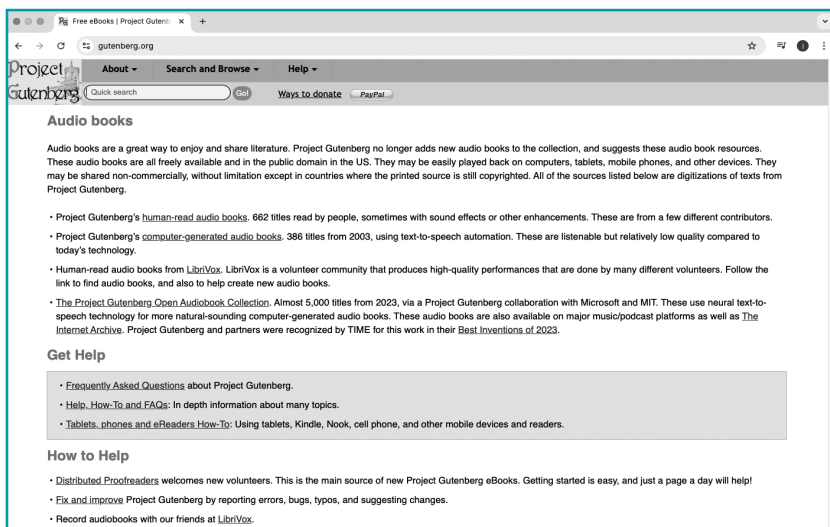 Free eBooks | Project Gutenb
gutenberg.org
Project
Gutenberg
About
Search and Browse
Help
Quick search
Go!
Ways to donate
PayPal
Audio books
Audio books are a great way to enjoy and share literature. Project Gutenberg no longer adds new audio books to the collection, and suggests these audio book resources.
These audio books are all freely available and in the public domain in the US. They may be easily played back on computers, tablets, mobile phones, and other devices. They
may be shared non-commercially, without limitation except in countries where the printed source is still copyrighted. All of the sources listed below are digitizations of texts from
Project Gutenberg.
• Project Gutenberg's human-read audio books. 662 titles read by people, sometimes with sound effects or other enhancements. These are from a few different contributors.
• Project Gutenberg's computer-generated audio books. 386 titles from 2003, using text-to-speech automation. These are listenable but relatively low quality compared to
today's technology.
• Human-read audio books from LibriVox. LibriVox is a volunteer community that produces high-quality performances that are done by many different volunteers. Follow the
link to find audio books, and also to help create new audio books.
• The Project Gutenberg Open Audiobook Collection. Almost 5,000 titles from 2023, via a Project Gutenberg collaboration with Microsoft and MIT. These use neural text-to-
speech technology for more natural-sounding computer-generated audio books. These audio books are also available on major music/podcast platforms as well as The
Internet Archive. Project Gutenberg and partners were recognized by TIME for this work in their Best Inventions of 2023.
Get Help
• Frequently Asked Questions about Project Gutenberg.
• Help, How-To and FAQs: In depth information about many topics.
• Tablets, phones and eReaders How-To: Using tablets, Kindle, Nook, cell phone, and other mobile devices and readers.
How to Help
• Distributed Proofreaders welcomes new volunteers. This is the main source of new Project Gutenberg eBooks. Getting started is easy, and just a page a day will help!
• Fix and improve Project Gutenberg by reporting errors, bugs, typos, and suggesting changes.
• Record audiobooks with our friends at LibriVox.